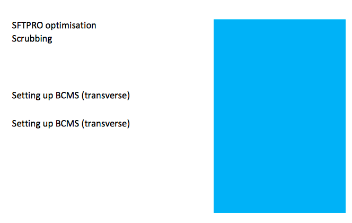 SFTPRO optimisation
Scrubbing
Setting up BCMS (transverse)
Setting up BCMS (transverse)